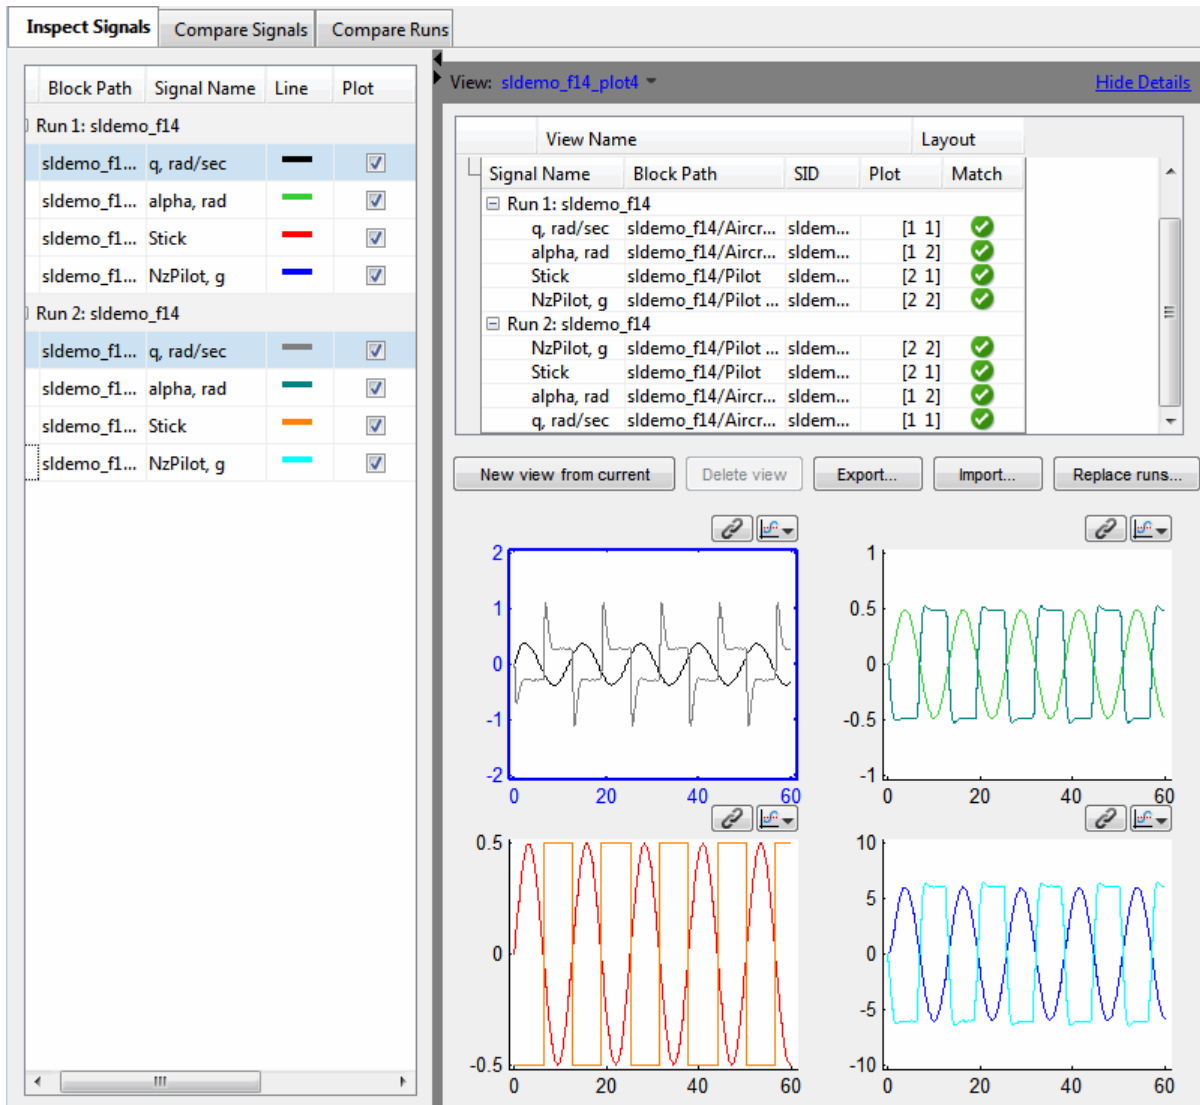 Inspect Signals Compare Signals Compare Runs
Block Path Signal Name Line Plot
Run 1: sldemo_f14
sldemo_f1... q, rad/sec
sldemo_f1... alpha, rad
sldemo_f1... Stick
sldemo_f1... NzPilot, g
Run 2: sldemo_f14
sldemo_f1... q, rad/sec
sldemo_f1... alpha, rad
sldemo_f1... Stick
sldemo_f1... NzPilot, g
View: sldemo_f14_plot4 Hide Details
View Name Layout
Signal Name Block Path SID Plot Match
Run 1: sldemo_f14
q, rad/sec sldemo_f14/Aircr... sldem... [1 1]
alpha, rad sldemo_f14/Aircr... sldem... [1 2]
Stick sldemo_f14/Pilot sldem... [2 1]
NzPilot, g sldemo_f14/Pilot ... sldem... [2 2]
Run 2: sldemo_f14
NzPilot, g sldemo_f14/Pilot ... sldem... [2 2]
Stick sldemo_f14/Pilot sldem... [2 1]
alpha, rad sldemo_f14/Aircr... sldem... [1 2]
q, rad/sec sldemo_f14/Aircr... sldem... [1 1]
New view from current Delete view Export... Import... Replace runs...
2
1
0
-1
-2
0 20 40 60
1
0.5
0
-0.5
-1
0 20 40 60
0.5
0
-0.5
0 20 40 60
10
5
0
-5
-10
0 20 40 60